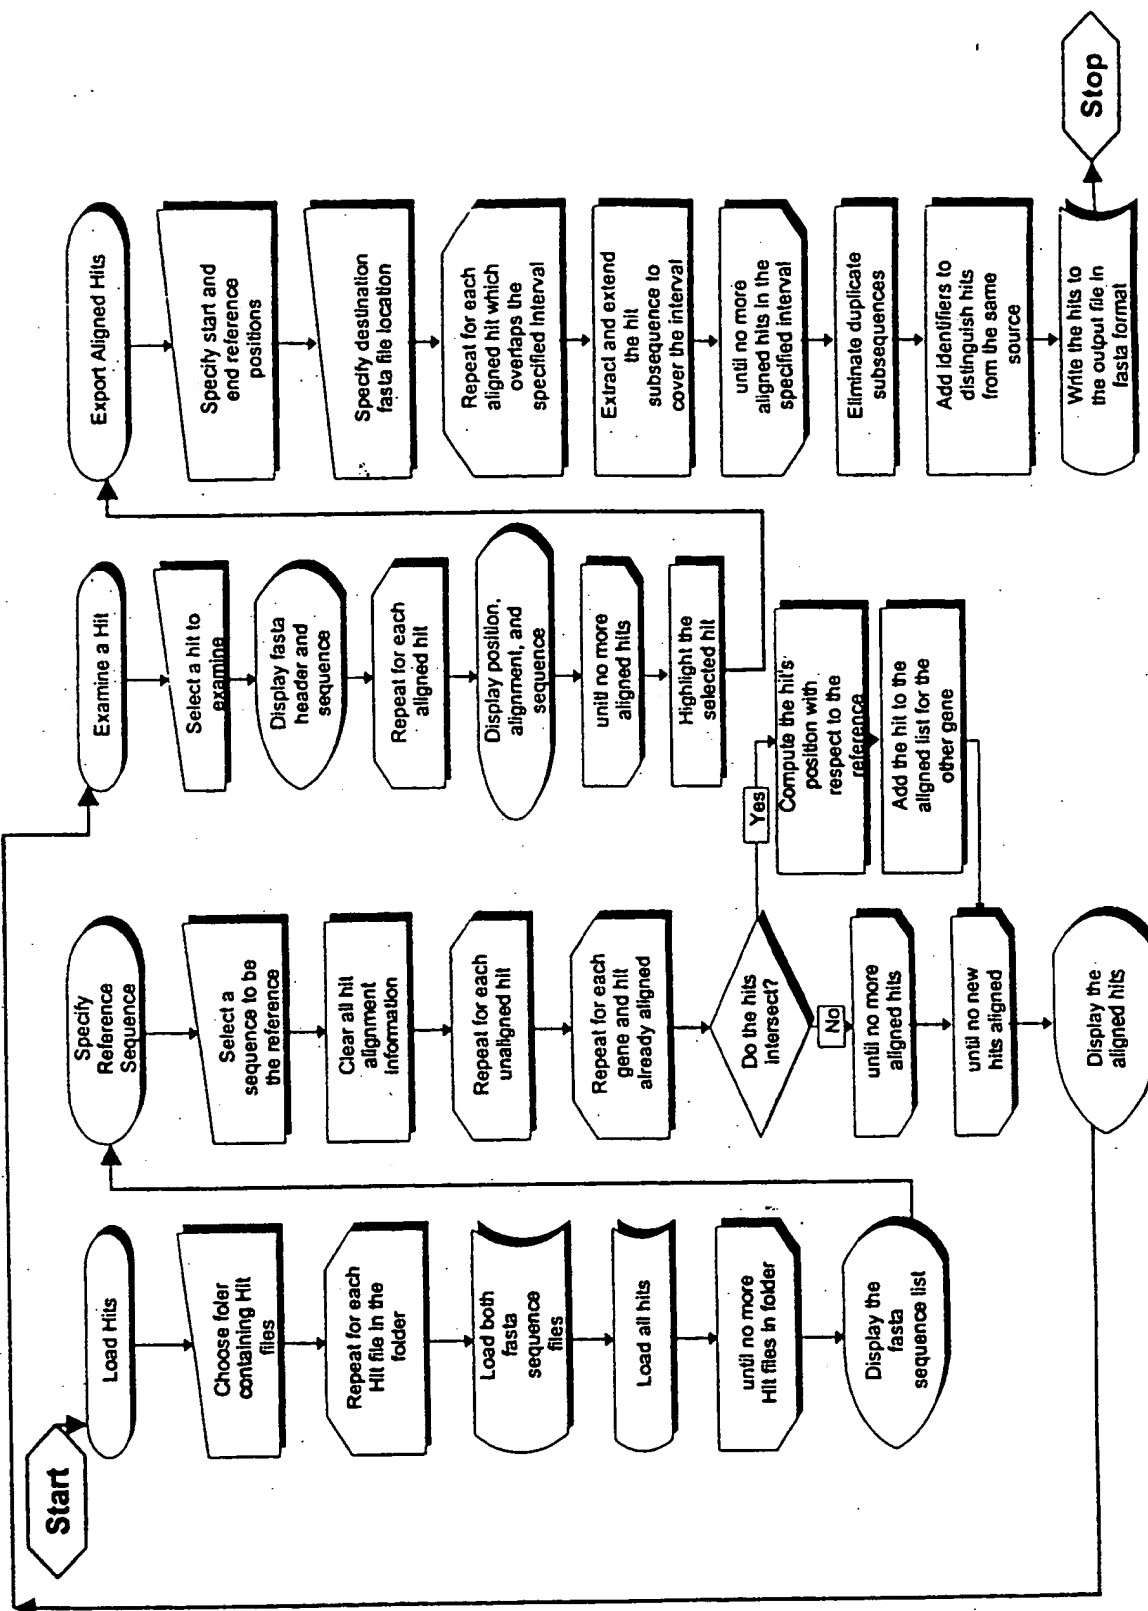 Start
Load Hits
Choose foler
containing Hit
files
Repeat for each
Hit file in the
folder
Load both
fasta
sequence
files
Load all hits
until no more
Hit files in folder
Display the
fasta
sequence list
Specify
Reference
Sequence
Select a
sequence to be
the reference
Clear all hit
alignment
information
Repeat for each
unaligned hit
Repeat for each
gene and hit
already aligned
Do the hits
intersect?
No
Yes
until no more
aligned hits
until no new
hits aligned
Display the
aligned hits
Compute the hit's
position with
respect to the
reference
Add the hit to the
aligned list for the
other gene
Examine a Hit
Select a hit to
examine
Display fasta
header and
sequence
Repeat for each
aligned hit
Display position,
alignment, and
sequence
until no more
aligned hits
Highlight the
selected hit
Export Aligned Hits
Specify start and
end reference
positions
Specify destination
fasta file location
Repeat for each
aligned hit which
overlaps the
specified interval
Extract and extend
the hit
subsequence to
cover the interval
until no more
aligned hits in the
specified interval
Eliminate duplicate
subsequences
Add identifiers to
distinguish hits
from the same
source
Write the hits to
the output file in
fasta format
Stop